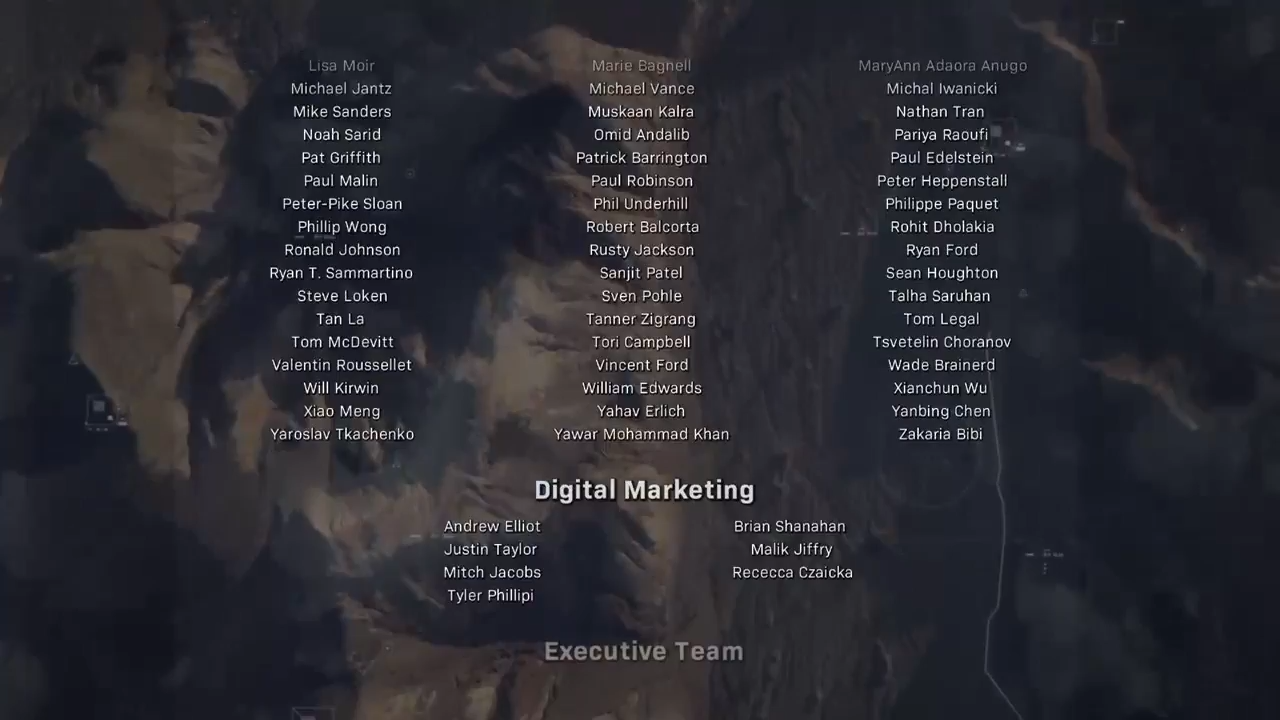 Lisa Moir Marie Bagnell MaryAnn Adaora Anugo
Michael Jantz Michael Vance Michal Iwanicki
Mike Sanders Muskaan Kalra Nathan Tran
Noah Sarid Omid Andalib Pariya Raoufi
Pat Griffith Patrick Barrington Paul Edelstein
Paul Malin Paul Robinson Peter Heppenstall
Peter-Pike Sloan Phil Underhill Philippe Paquet
Phillip Wong Robert Balcorta Rohit Dholakia
Ronald Johnson Rusty Jackson Ryan Ford
Ryan T. Sammartino Sanjit Patel Sean Houghton
Steve Loken Sven Pohle Talha Saruhan
Tan La Tanner Zigrang Tom Legal
Tom McDevitt Tori Campbell Tsvetelin Choranov
Valentin Roussellet Vincent Ford Wade Brainerd
Will Kirwin William Edwards Xianchun Wu
Xiao Meng Yahav Erlich Yanbing Chen
Yaroslav Tkachenko Yawar Mohammad Khan Zakaria Bibi
Digital Marketing
Andrew Elliot Brian Shanahan
Justin Taylor Malik Jiffry
Mitch Jacobs Rececca Czaicka
Tyler Phillipi
Executive Team